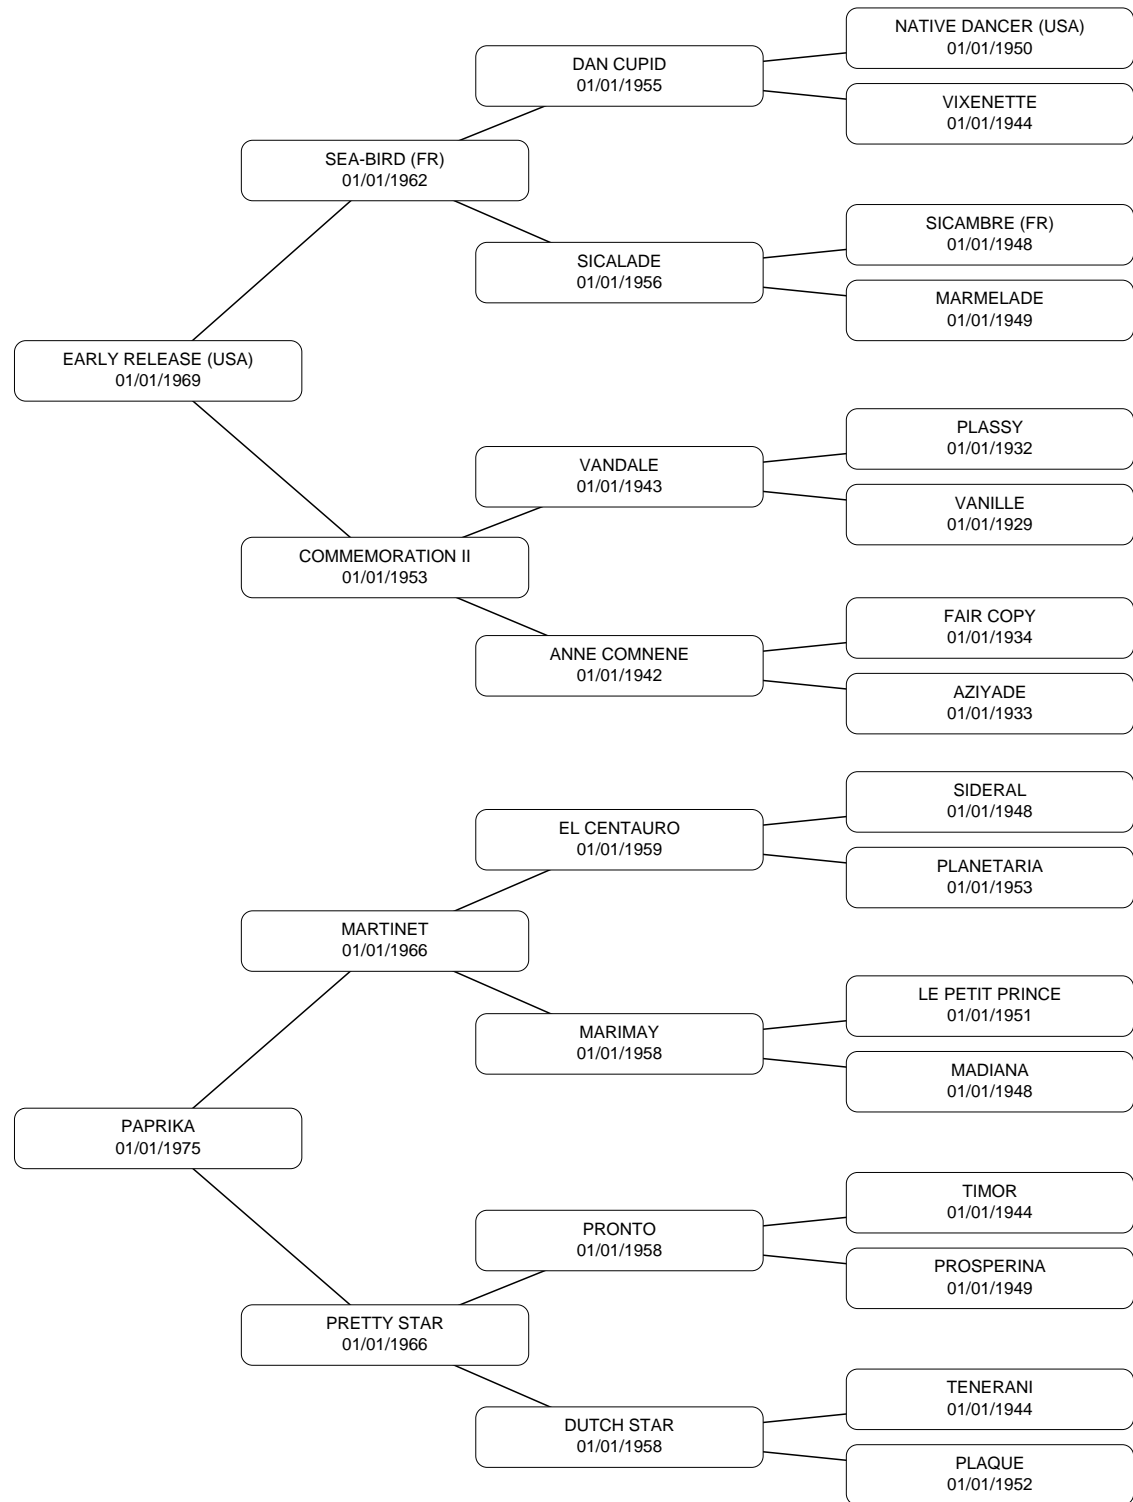 NATIVE DANCER (USA)
01/01/1950
DAN CUPID
01/01/1955
VIXENETTE
01/01/1944
SEA-BIRD (FR)
01/01/1962
SICAMBRE (FR)
01/01/1948
SICALADE
01/01/1956
MARMELADE
01/01/1949
EARLY RELEASE (USA)
01/01/1969
PLASSY
01/01/1932
VANDALE
01/01/1943
VANILLE
01/01/1929
COMMEMORATION II
01/01/1953
FAIR COPY
01/01/1934
ANNE COMNENE
01/01/1942
AZIYADE
01/01/1933
SIDERAL
01/01/1948
EL CENTAURO
01/01/1959
PLANETARIA
01/01/1953
MARTINET
01/01/1966
LE PETIT PRINCE
01/01/1951
MARIMAY
01/01/1958
MADIANA
01/01/1948
PAPRIKA
01/01/1975
TIMOR
01/01/1944
PRONTO
01/01/1958
PROSPERINA
01/01/1949
PRETTY STAR
01/01/1966
TENERANI
01/01/1944
DUTCH STAR
01/01/1958
PLAQUE
01/01/1952